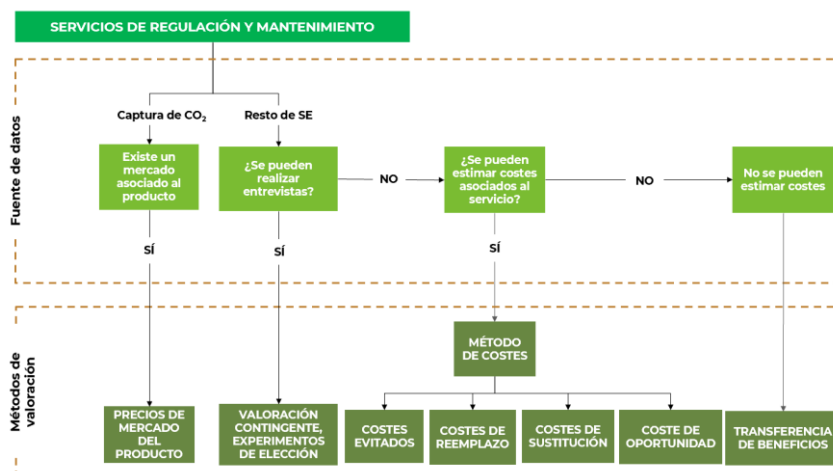 SERVICIOS DE REGULACIÓN Y MANTENIMIENTO
Fuente de datos
Captura de CO₂
Resto de SE
Existe un
mercado
asociado al
producto
¿Se pueden
realizar
entrevistas?
NO
¿Se pueden
estimar costes
asociados al
servicio?
NO
No se pueden
estimar costes
SÍ
SÍ
SÍ
Métodos de
valoración
MÉTODO
DE COSTES
PRECIOS DE
MERCADO
DEL
PRODUCTO
VALORACIÓN
CONTINGENTE,
EXPERIMENTOS
DE ELECCIÓN
COSTES
EVITADOS
COSTES DE
REEMPLAZO
COSTES DE
SUSTITUCIÓN
COSTE DE
OPORTUNIDAD
TRANSFERENCIA
DE BENEFICIOS